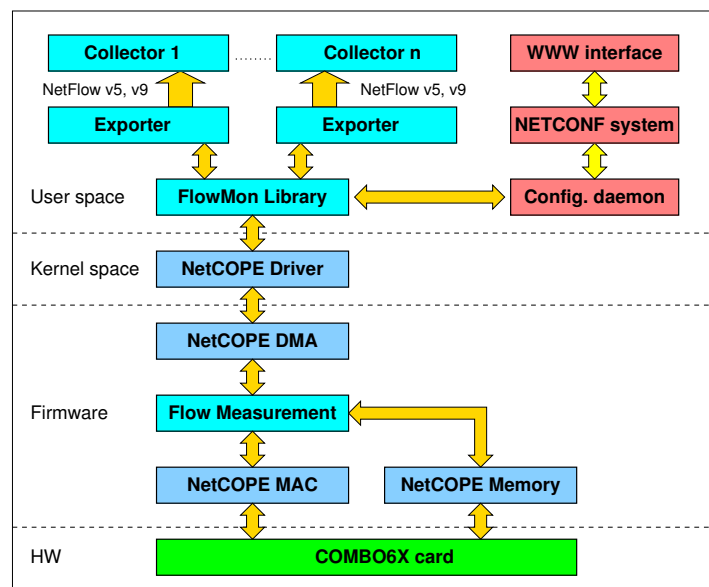 Collector 1 ........ Collector n WWW interface
NetFlow v5, v9 NetFlow v5, v9
Exporter Exporter NETCONF system
User space FlowMon Library Config. daemon
Kernel space NetCOPE Driver
NetCOPE DMA
Firmware Flow Measurement
NetCOPE MAC NetCOPE Memory
HW COMBO6X card